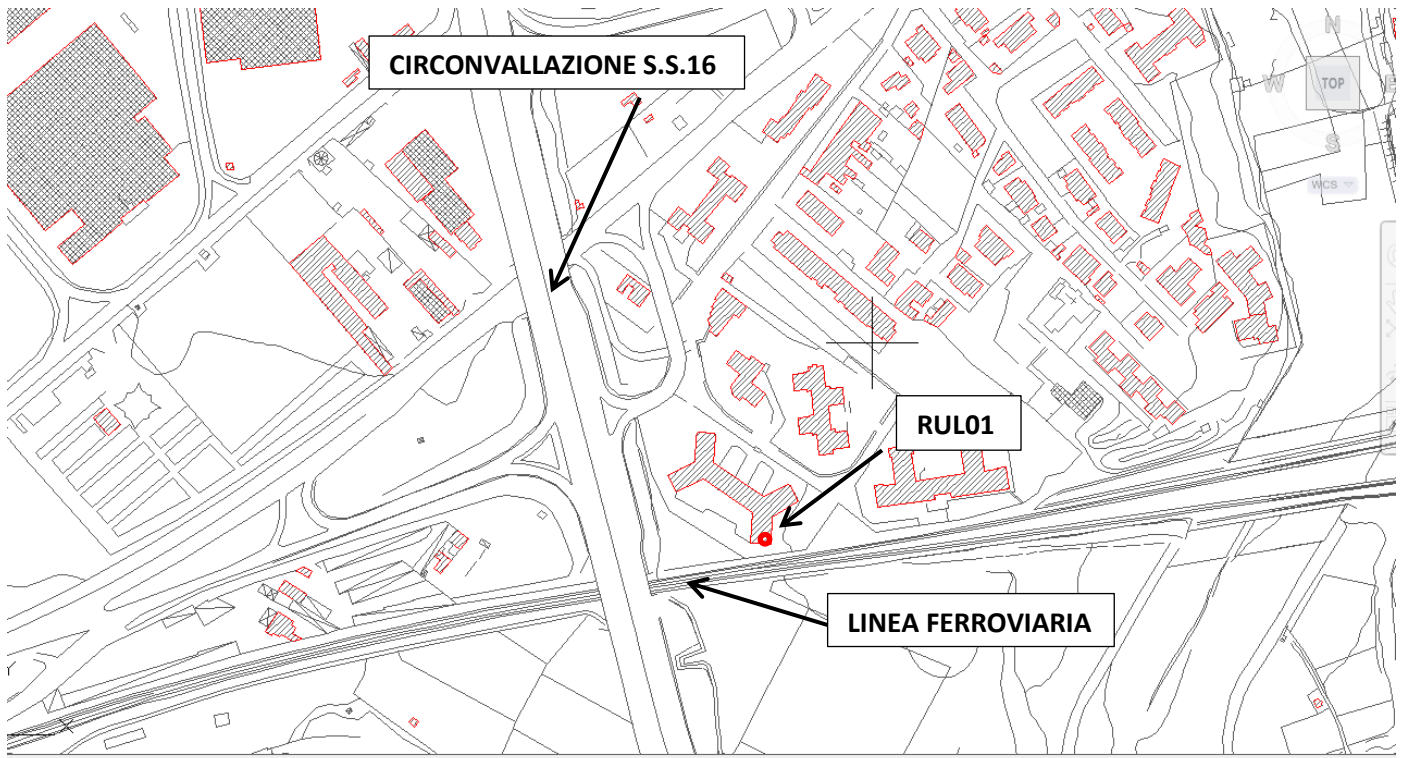 CIRCONVALLAZIONE S.S.16
N
W
TOP
E
S
WCS
RUL01
LINEA FERROVIARIA